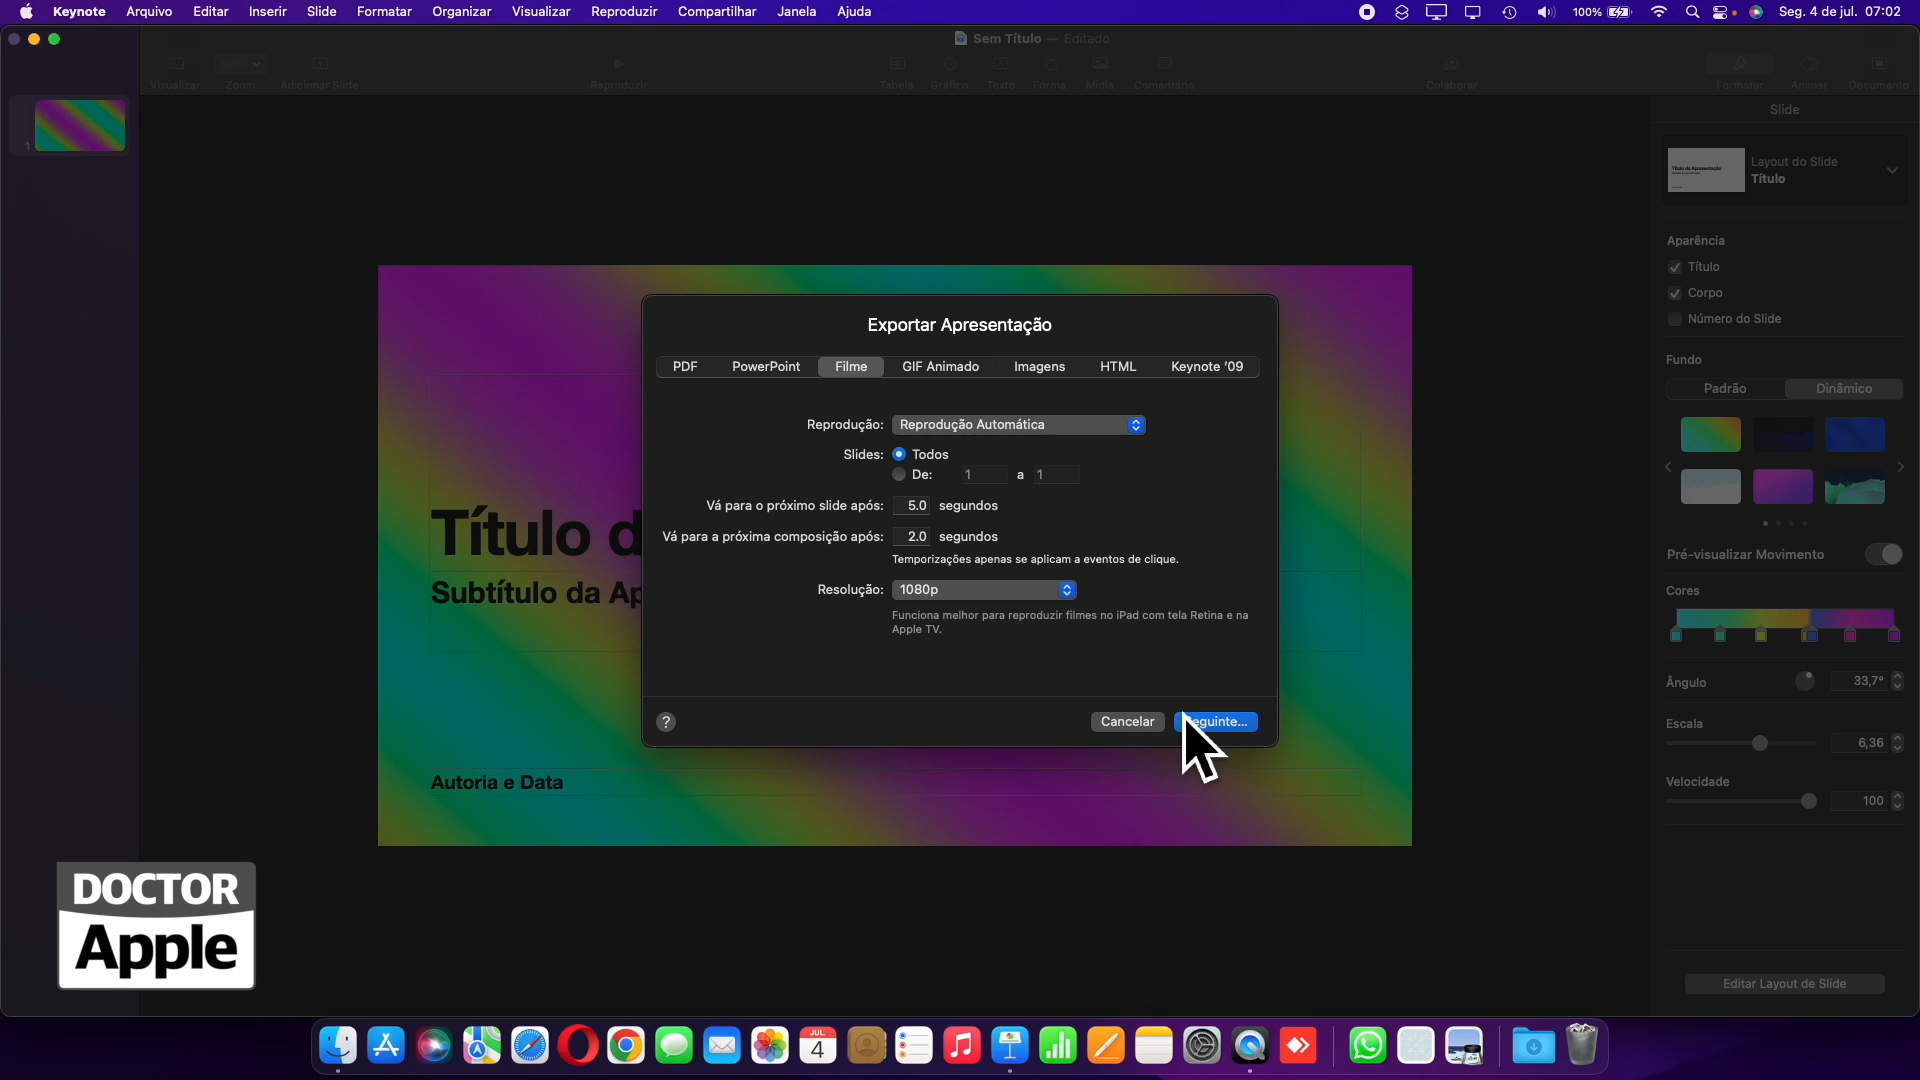 Keynote Arquivo Editar Inserir Slide Formatar Organizar Visualizar Reproduzir Compartilhar Janela Ajuda 100% Seg. 4 de jul. 07:02
Sem Título — Editado
Visualizar Zoom Adicionar Slide Reproduzir Tabela Gráfico Texto Forma Mídia Comentário Colaborar Formatar Animar Documento
1
Exportar Apresentação
PDF PowerPoint Filme GIF Animado Imagens HTML Keynote '09
Reprodução: Reprodução Automática
Slides: Todos
De: 1 a 1
Vá para o próximo slide após: 5.0 segundos
Vá para a próxima composição após: 2.0 segundos
Temporizações apenas se aplicam a eventos de clique.
Resolução: 1080p
Funciona melhor para reproduzir filmes no iPad com tela Retina e na
Apple TV.
? Cancelar eguinte...
Título d
Subtítulo da Ap
Autoria e Data
Slide
Título da Apresentação
Layout do Slide
Título
Aparência
Título
Corpo
Número do Slide
Fundo
Padrão Dinâmico
Pré-visualizar Movimento
Cores
Ângulo 33,7°
Escala
6,36
Velocidade
100
Editar Layout de Slide
DOCTOR
Apple
JUL.
4